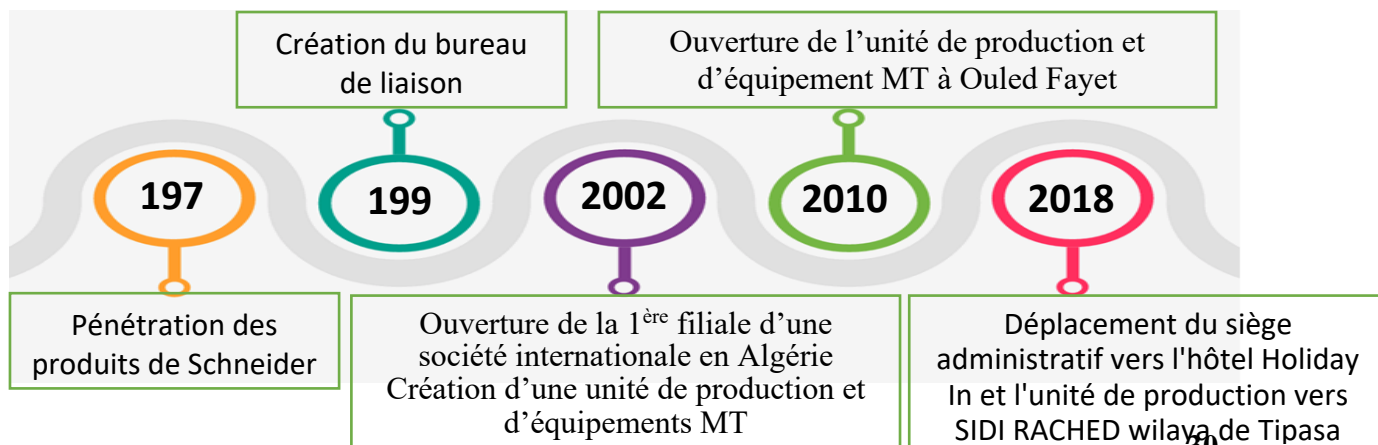 Création du bureau
de liaison
Ouverture de l’unité de production et
d’équipement MT à Ouled Fayet
197
199
2002
2010
2018
Pénétration des
produits de Schneider
Ouverture de la 1ère filiale d’une
société internationale en Algérie
Création d’une unité de production et
d’équipements MT
Déplacement du siège
administratif vers l'hôtel Holiday
In et l'unité de production vers
SIDI RACHED wilaya de Tipasa